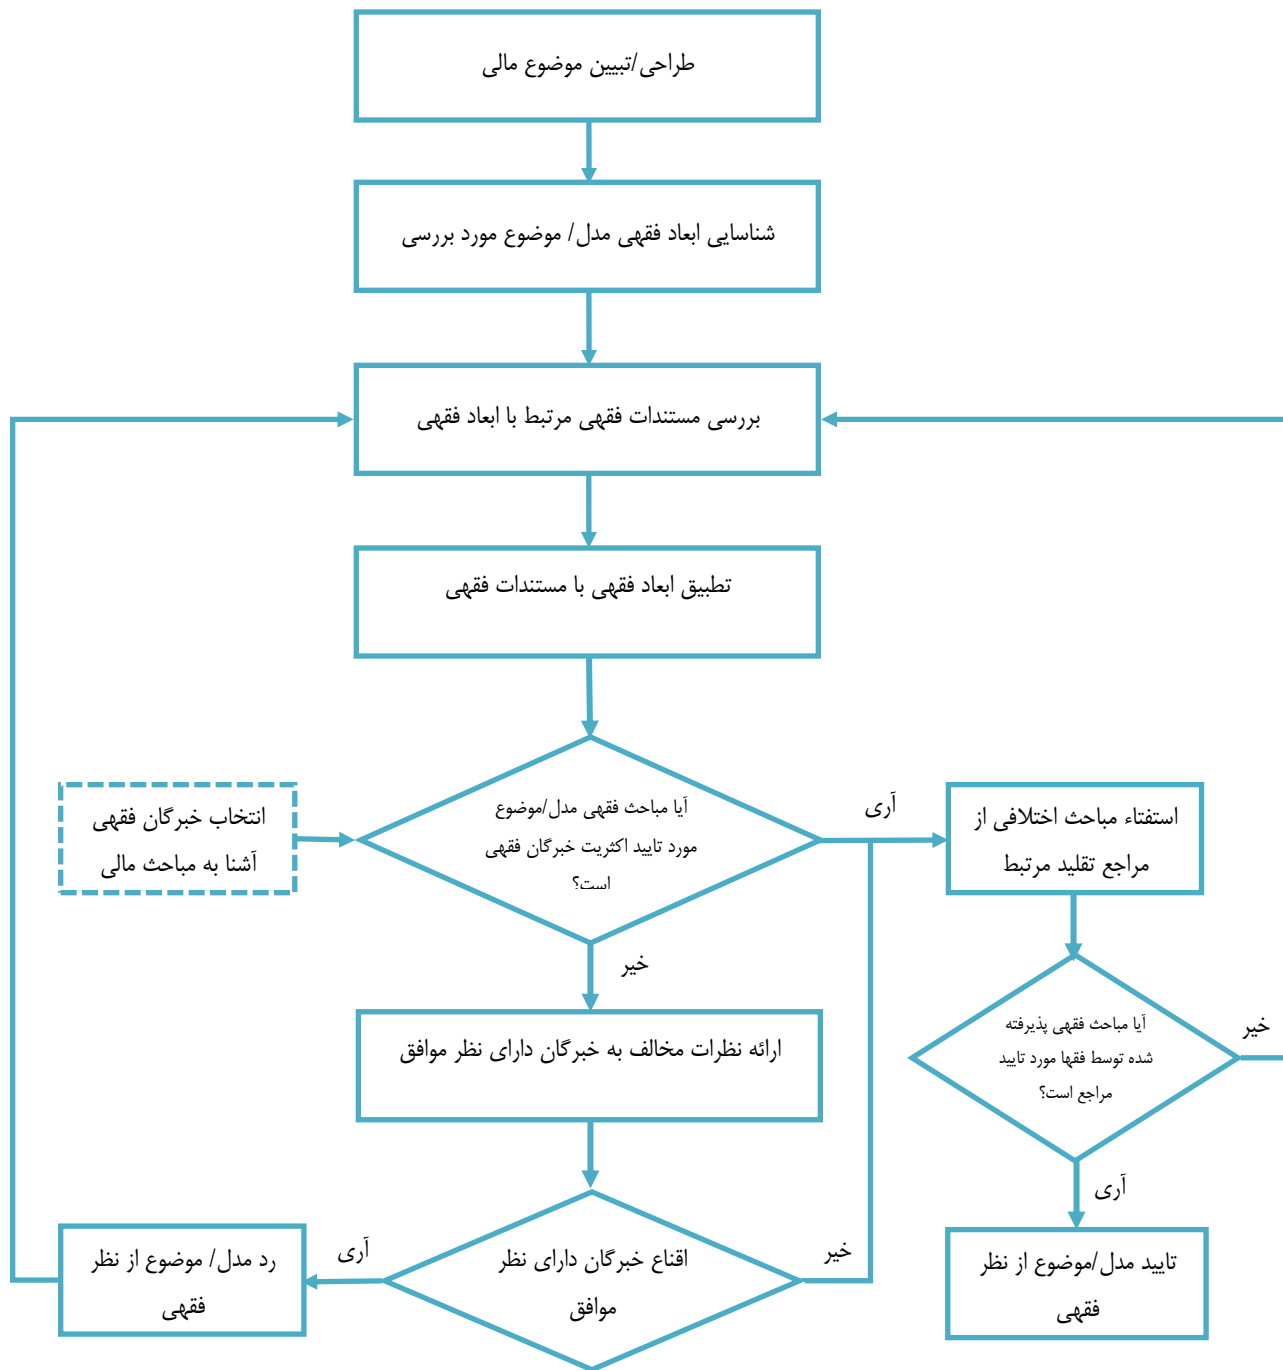 طراحی/تبیین موضوع مالی
شناسایی ابعاد فقهی مدل/ موضوع مورد بررسی
بررسی مستندات فقهی مرتبط با ابعاد فقهی
تطبیق ابعاد فقهی با مستندات فقهی
آیا مباحث فقهی مدل/موضوع
مورد تایید اکثریت خبرگان فقهی
است؟
انتخاب خبرگان فقهی
آشنا به مباحث مالی
آری
استفتاء مباحث اختلافی از
مراجع تقلید مرتبط
خیر
ارائه نظرات مخالف به خبرگان دارای نظر موافق
آیا مباحث فقهی پذیرفته
شده توسط فقها مورد تایید
مراجع است؟
خیر
آری
اقناع خبرگان دارای نظر
موافق
خیر
آری
رد مدل/ موضوع از نظر
فقهی
تایید مدل/موضوع از نظر
فقهی